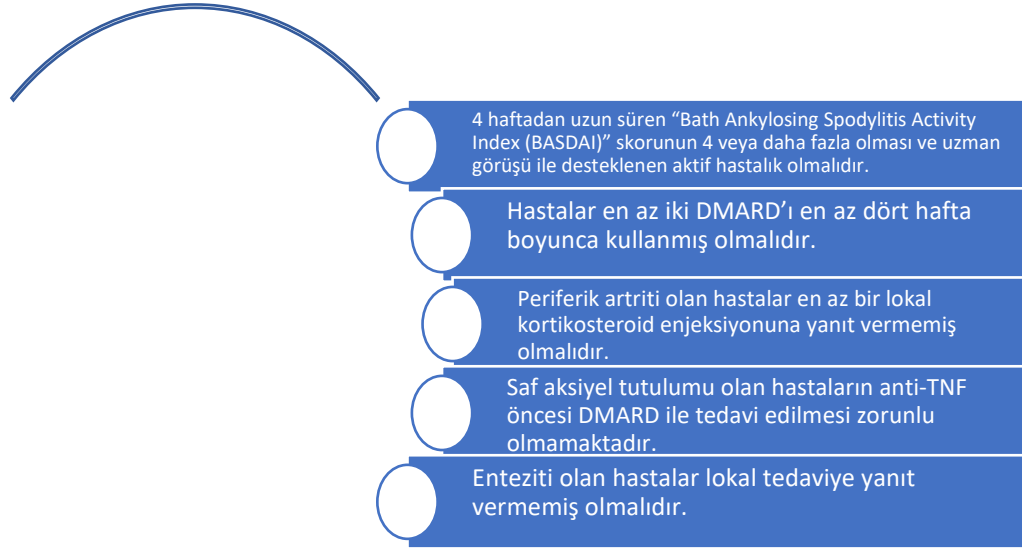 4 haftadan uzun süren “Bath Ankylosing Spodylitis Activity
Index (BASDAI)” skorunun 4 veya daha fazla olması ve uzman
görüşü ile desteklenen aktif hastalık olmalıdır.
Hastalar en az iki DMARD’ı en az dört hafta
boyunca kullanmış olmalıdır.
Periferik artriti olan hastalar en az bir lokal
kortikosteroid enjeksiyonuna yanıt vermemiş
olmalıdır.
Saf aksiyel tutulumu olan hastaların anti-TNF
öncesi DMARD ile tedavi edilmesi zorunlu
olmamaktadır.
Enteziti olan hastalar lokal tedaviye yanıt
vermemiş olmalıdır.